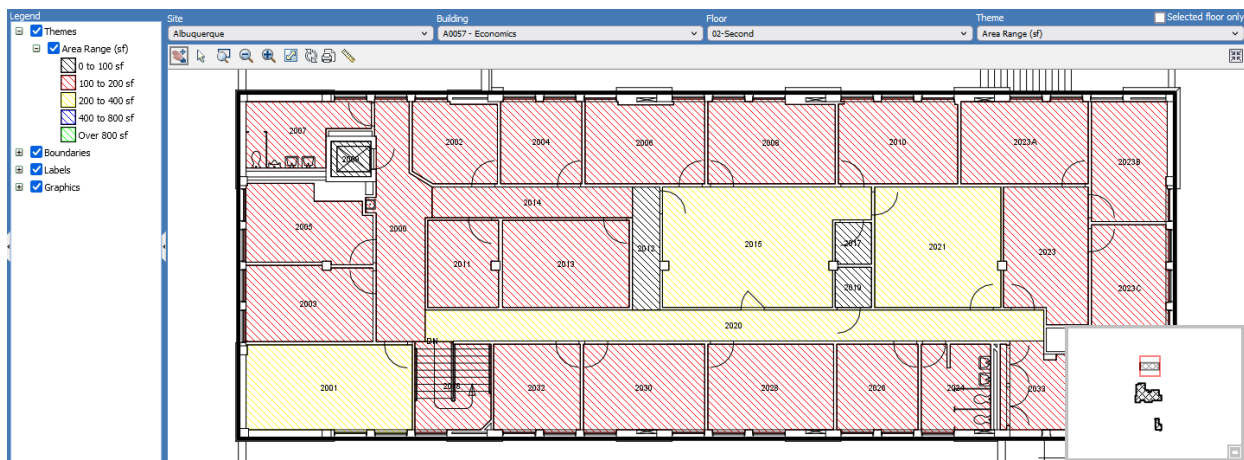 Legend
Themes
Area Range (sf)
0 to 100 sf
100 to 200 sf
200 to 400 sf
400 to 800 sf
Over 800 sf
Boundaries
Labels
Graphics
Site Building Floor Theme Selected floor only
Albuquerque A0057 - Economics 02-Second Area Range (sf)
2007 2002 2004 2006 2008 2010 2023A
2023B
2014
2005 2000 2012 2015 2017 2021 2023
2011 2013
2019 2023C
2003
2020
DN
2001 2032 2030 2028 2026 2024 2033